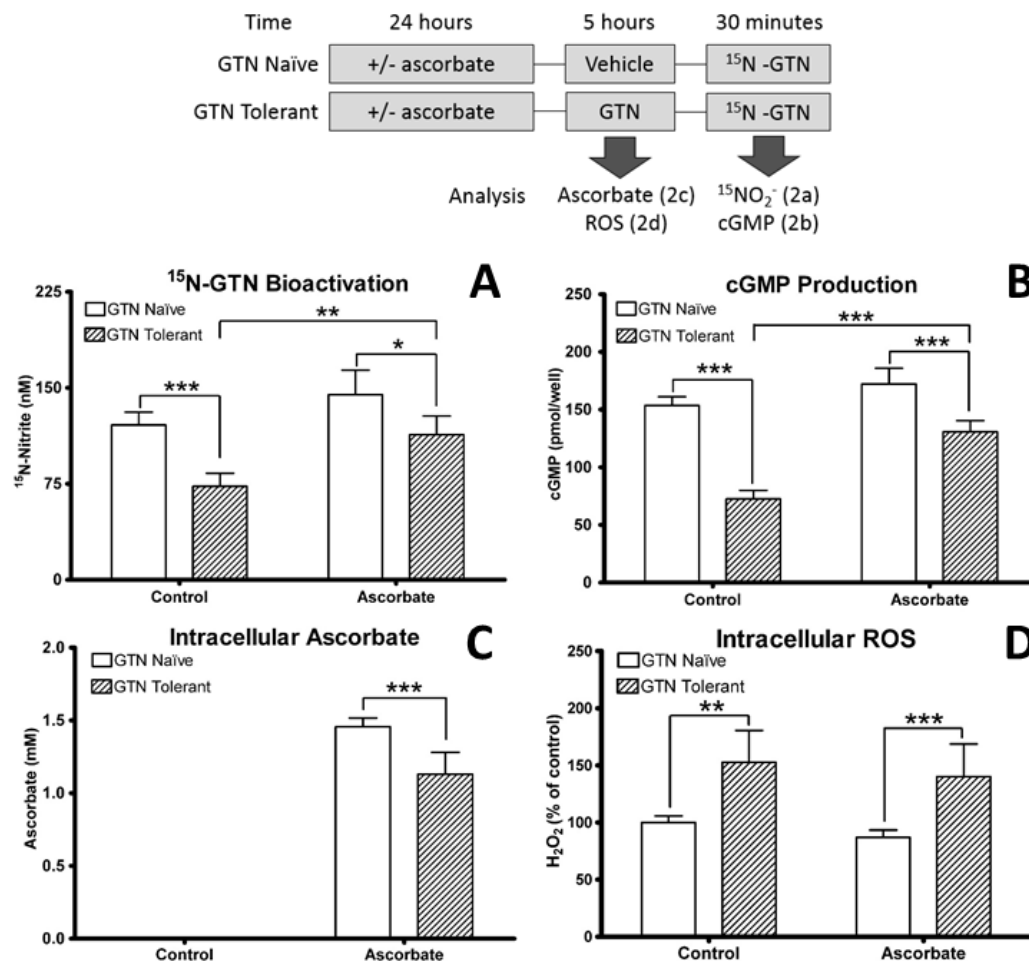 Time 24 hours 5 hours 30 minutes
GTN Naïve +/- ascorbate Vehicle ¹⁵N -GTN
GTN Tolerant +/- ascorbate GTN ¹⁵N -GTN
Analysis Ascorbate (2c) ¹⁵NO₂⁻ (2a)
ROS (2d) cGMP (2b)
¹⁵N-GTN Bioactivation A
GTN Naïve
GTN Tolerant
**
*
***
¹⁵N-Nitrite (nM)
225
150
75
0
Control Ascorbate
cGMP Production B
GTN Naïve
GTN Tolerant
***
***
***
cGMP (pmol/well)
250
200
150
100
50
0
Control Ascorbate
Intracellular Ascorbate C
GTN Naïve
GTN Tolerant
***
Ascorbate (mM)
2.0
1.5
1.0
0.5
0.0
Control Ascorbate
Intracellular ROS D
GTN Naïve
GTN Tolerant
**
***
H₂O₂ (% of control)
250
200
150
100
50
0
Control Ascorbate